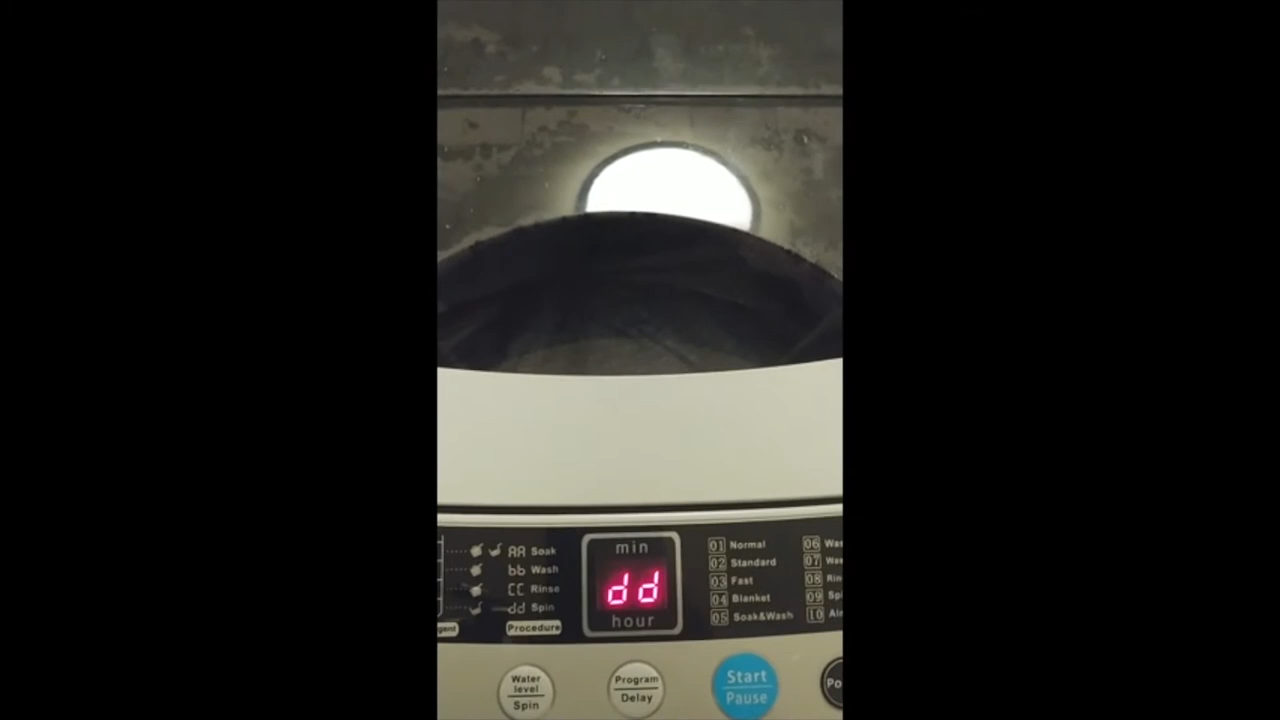 AA Soak
bb Wash
CC Rinse
dd Spin
Procedure
min
dd
hour
01 Normal
02 Standard
03 Fast
04 Blanket
05 Soak&Wash
06
07
08
09
10
Water
level
Spin
Program
Delay
Start
Pause